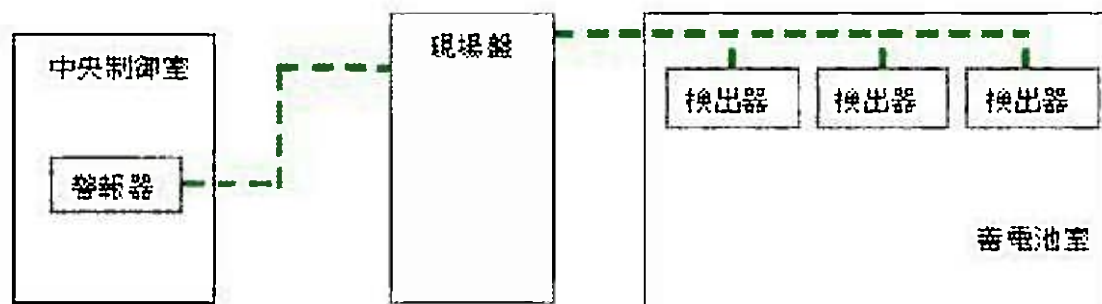 中央制御室
警報器
現場盤
検出器
検出器
検出器
蓄電池室